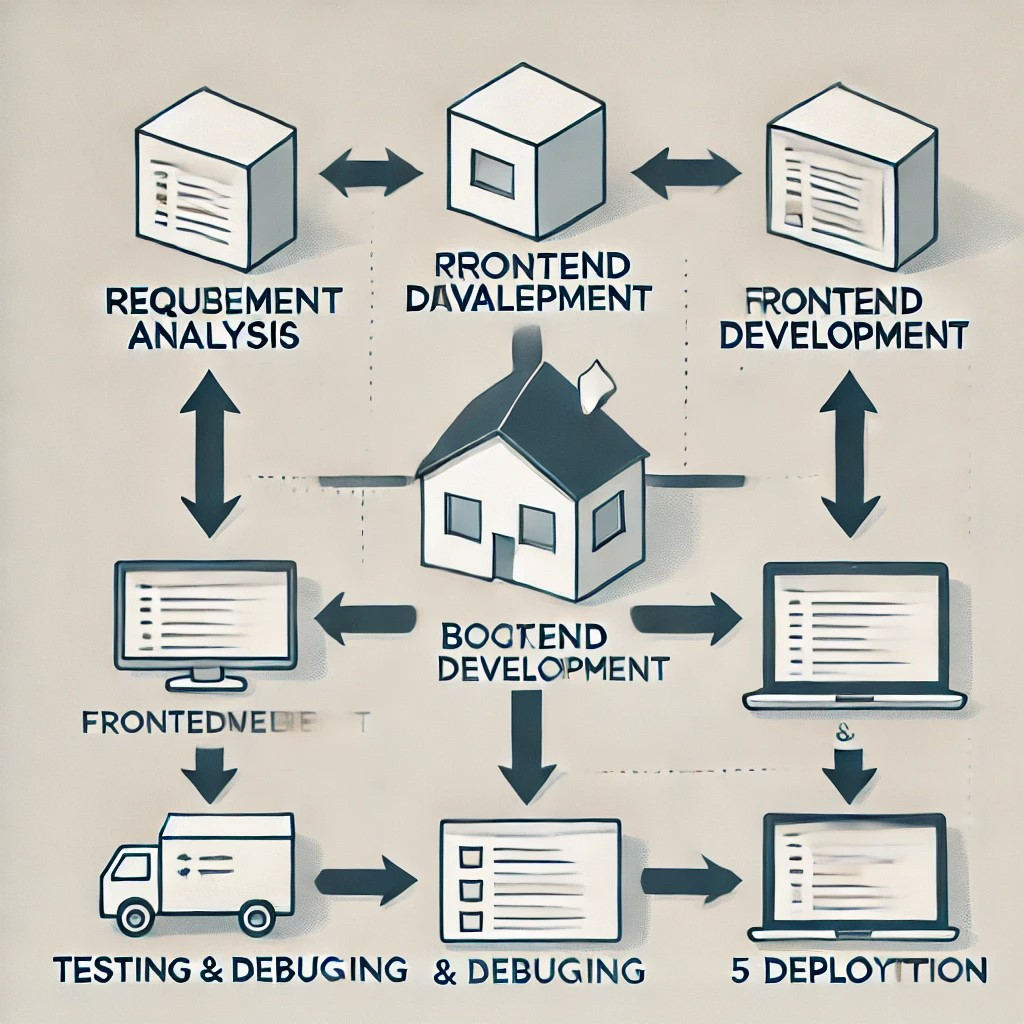 RRONTEND
DAVALEPMENT
REQUBEMENT
ANALYSIS
FRONTEND
DEVELOPMENT
BOCTEND
DEVELOPMENT
&
TESTING & DEBUGING
& DEBUGING
5 DEPLOYTTION